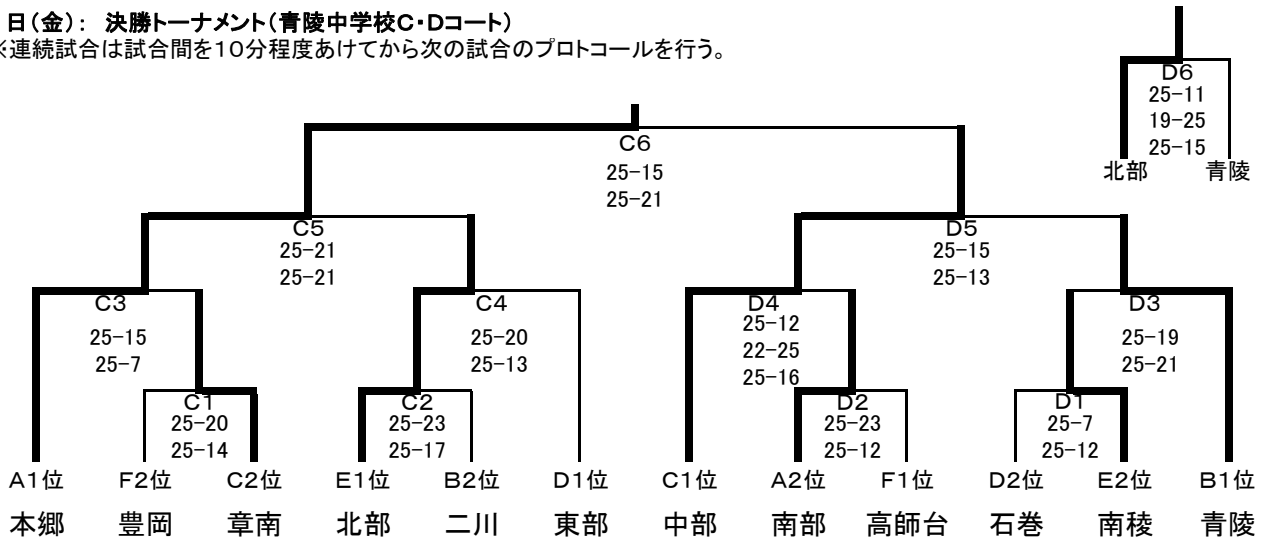 日(金): 決勝トーナメント(青陵中学校C・Dコート)
※連続試合は試合間を10分程度あけてから次の試合のプロトコールを行う。
D6
25-11
19-25
25-15
北部 青陵
C6
25-15
25-21
C5
25-21
25-21
D5
25-15
25-13
C3
25-15
25-7
C4
25-20
25-13
D4
25-12
22-25
25-16
D3
25-19
25-21
C1
25-20
25-14
C2
25-23
25-17
D2
25-23
25-12
D1
25-7
25-12
A1位 F2位 C2位 E1位 B2位 D1位 C1位 A2位 F1位 D2位 E2位 B1位
本郷 豊岡 章南 北部 二川 東部 中部 南部 高師台 石巻 南稜 青陵